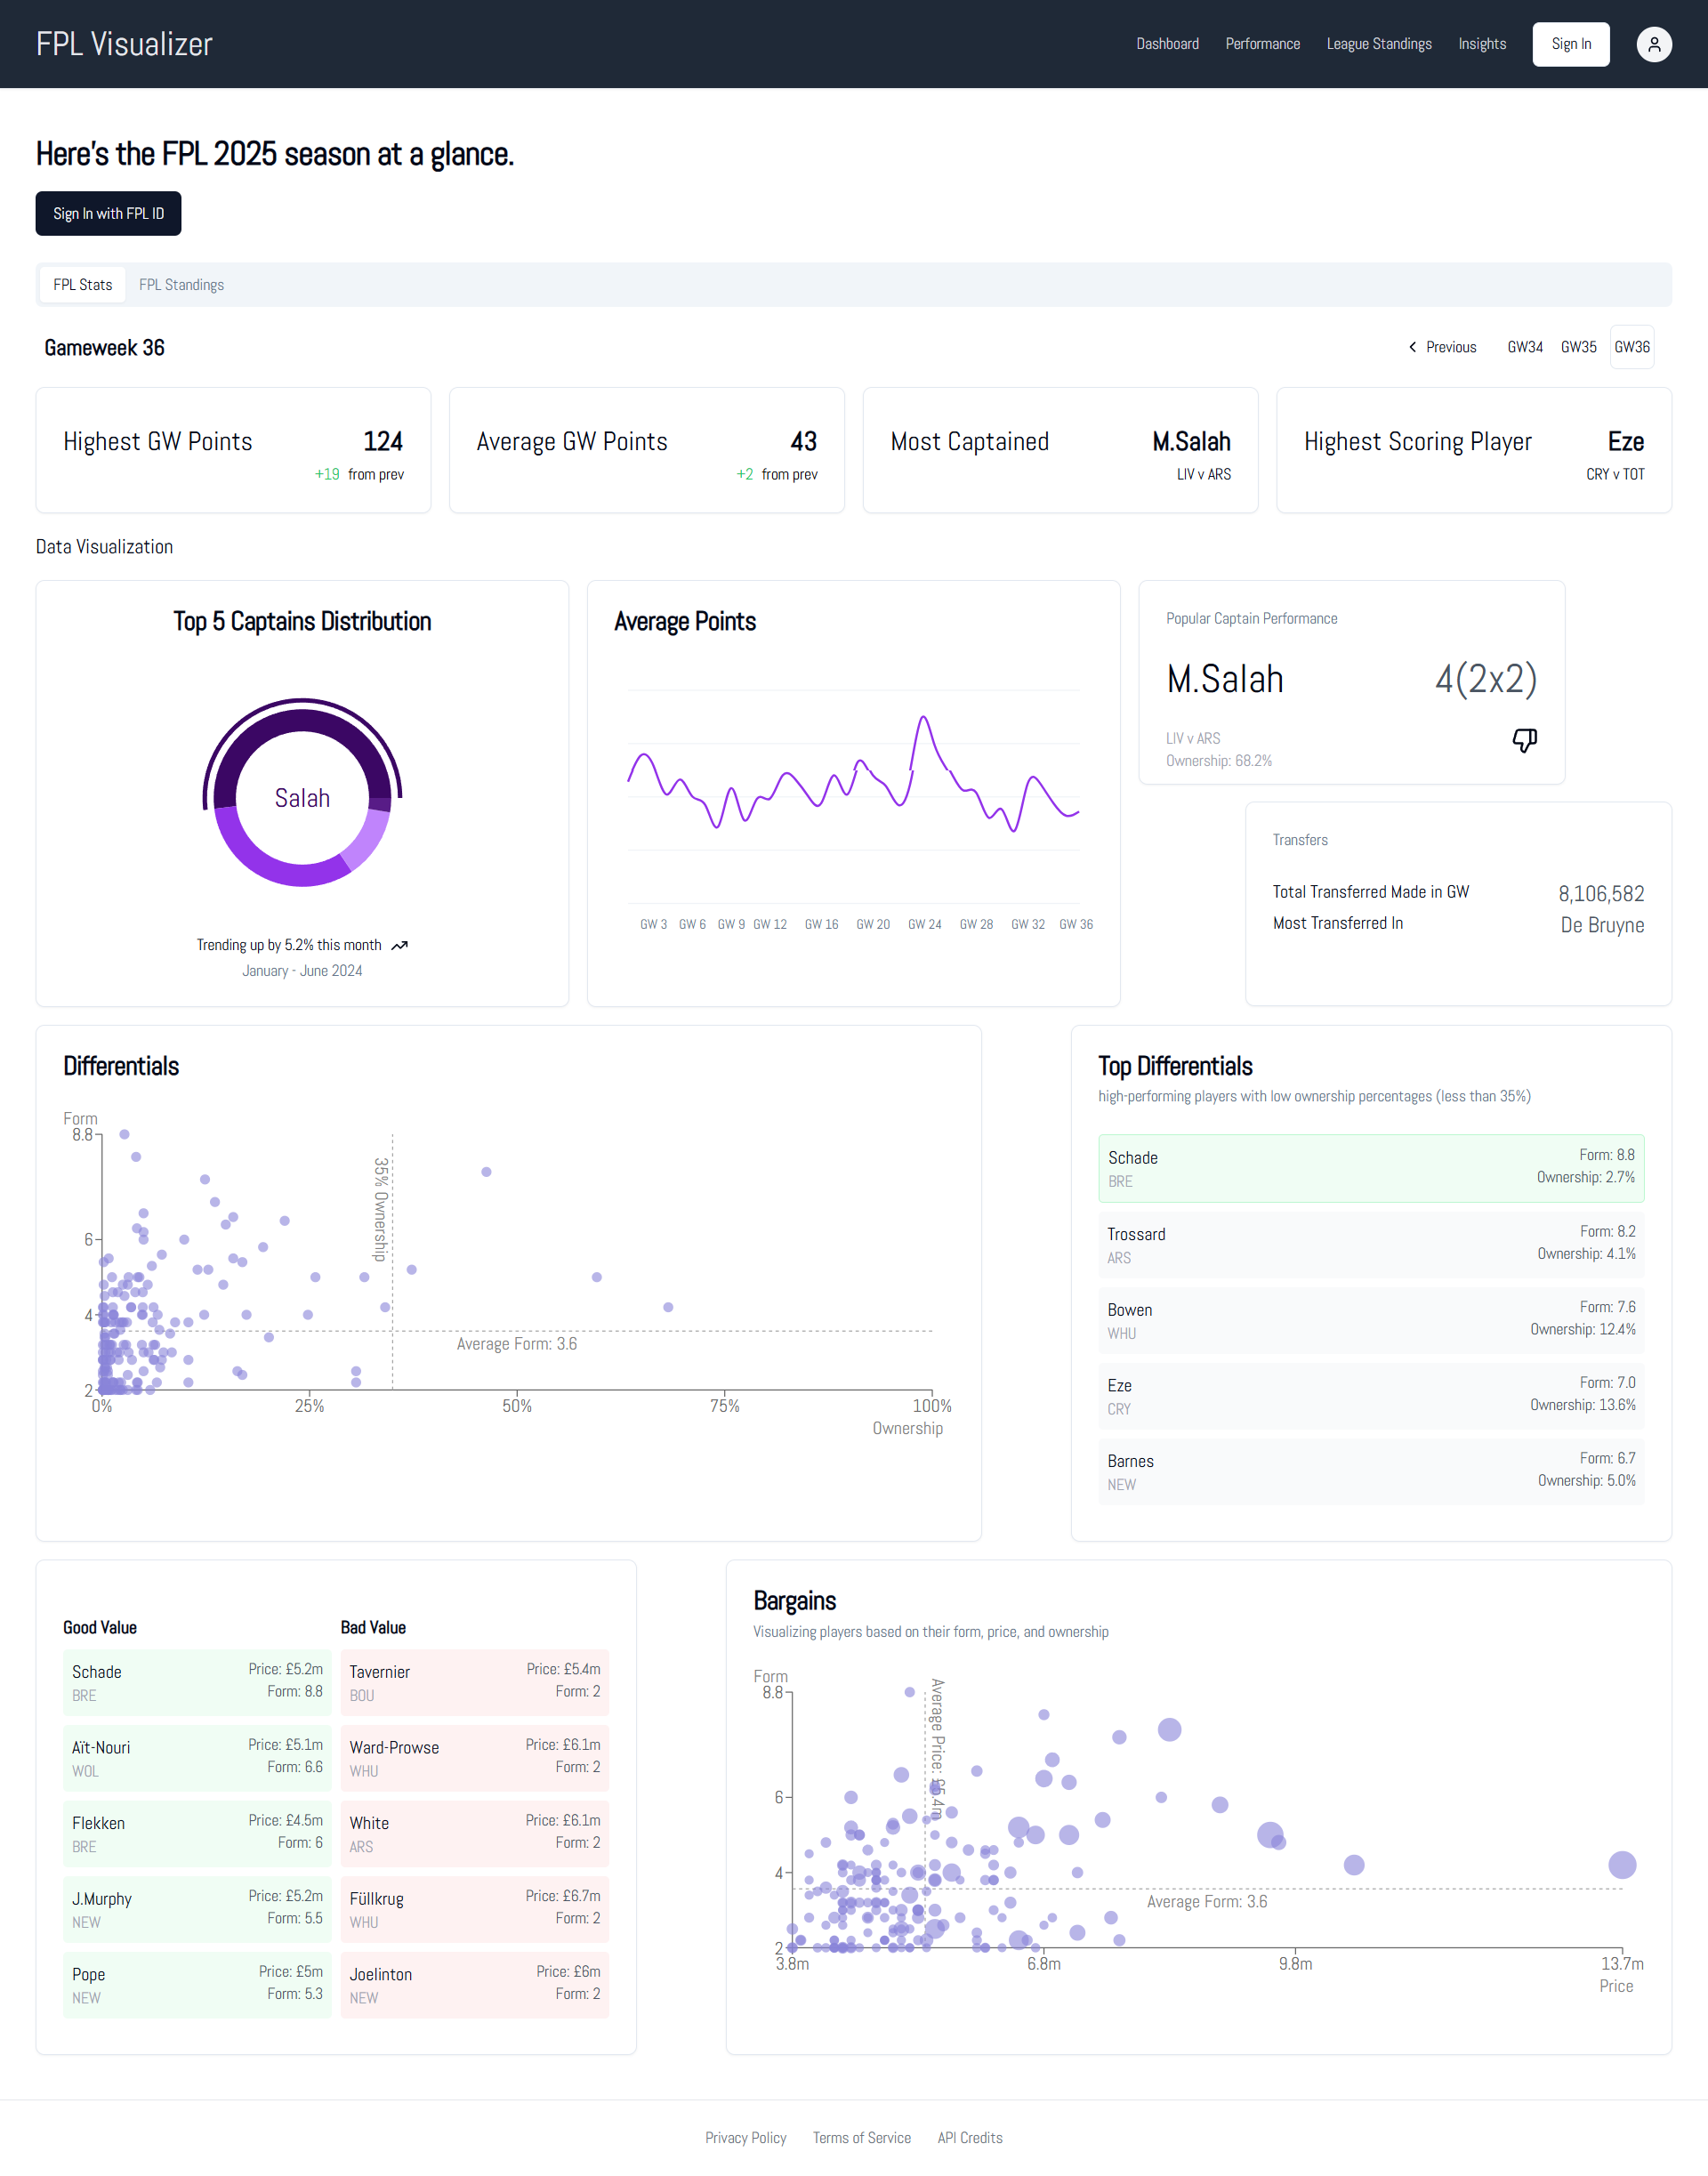 FPL Visualizer
Dashboard Performance League Standings Insights Sign In
Here's the FPL 2025 season at a glance.
Sign In with FPL ID
FPL Stats FPL Standings
Gameweek 36
Previous GW34 GW35 GW36
Highest GW Points 124
+19 from prev
Average GW Points 43
+2 from prev
Most Captained M.Salah
LIV v ARS
Highest Scoring Player Eze
CRY v TOT
Data Visualization
Top 5 Captains Distribution
Salah
Trending up by 5.2% this month
January - June 2024
Average Points
GW 3 GW 6 GW 9 GW 12 GW 16 GW 20 GW 24 GW 28 GW 32 GW 36
Popular Captain Performance
M.Salah 4(2x2)
LIV v ARS
Ownership: 68.2%
Transfers
Total Transferred Made in GW 8,106,582
Most Transferred In De Bruyne
Differentials
Form
8.8
35% Ownership
6
4
Average Form: 3.6
2
0% 25% 50% 75% 100%
Ownership
Top Differentials
high-performing players with low ownership percentages (less than 35%)
Schade Form: 8.8
BRE Ownership: 2.7%
Trossard Form: 8.2
ARS Ownership: 4.1%
Bowen Form: 7.6
WHU Ownership: 12.4%
Eze Form: 7.0
CRY Ownership: 13.6%
Barnes Form: 6.7
NEW Ownership: 5.0%
Good Value
Schade Price: £5.2m
BRE Form: 8.8
Aït-Nouri Price: £5.1m
WOL Form: 6.6
Flekken Price: £4.5m
BRE Form: 6
J.Murphy Price: £5.2m
NEW Form: 5.5
Pope Price: £5m
NEW Form: 5.3
Bad Value
Tavernier Price: £5.4m
BOU Form: 2
Ward-Prowse Price: £6.1m
WHU Form: 2
White Price: £6.1m
ARS Form: 2
Füllkrug Price: £6.7m
WHU Form: 2
Joelinton Price: £6m
NEW Form: 2
Bargains
Visualizing players based on their form, price, and ownership
Form
8.8
Average Price: £5.4m
6
4
Average Form: 3.6
2
3.8m 6.8m 9.8m 13.7m
Price
Privacy Policy Terms of Service API Credits